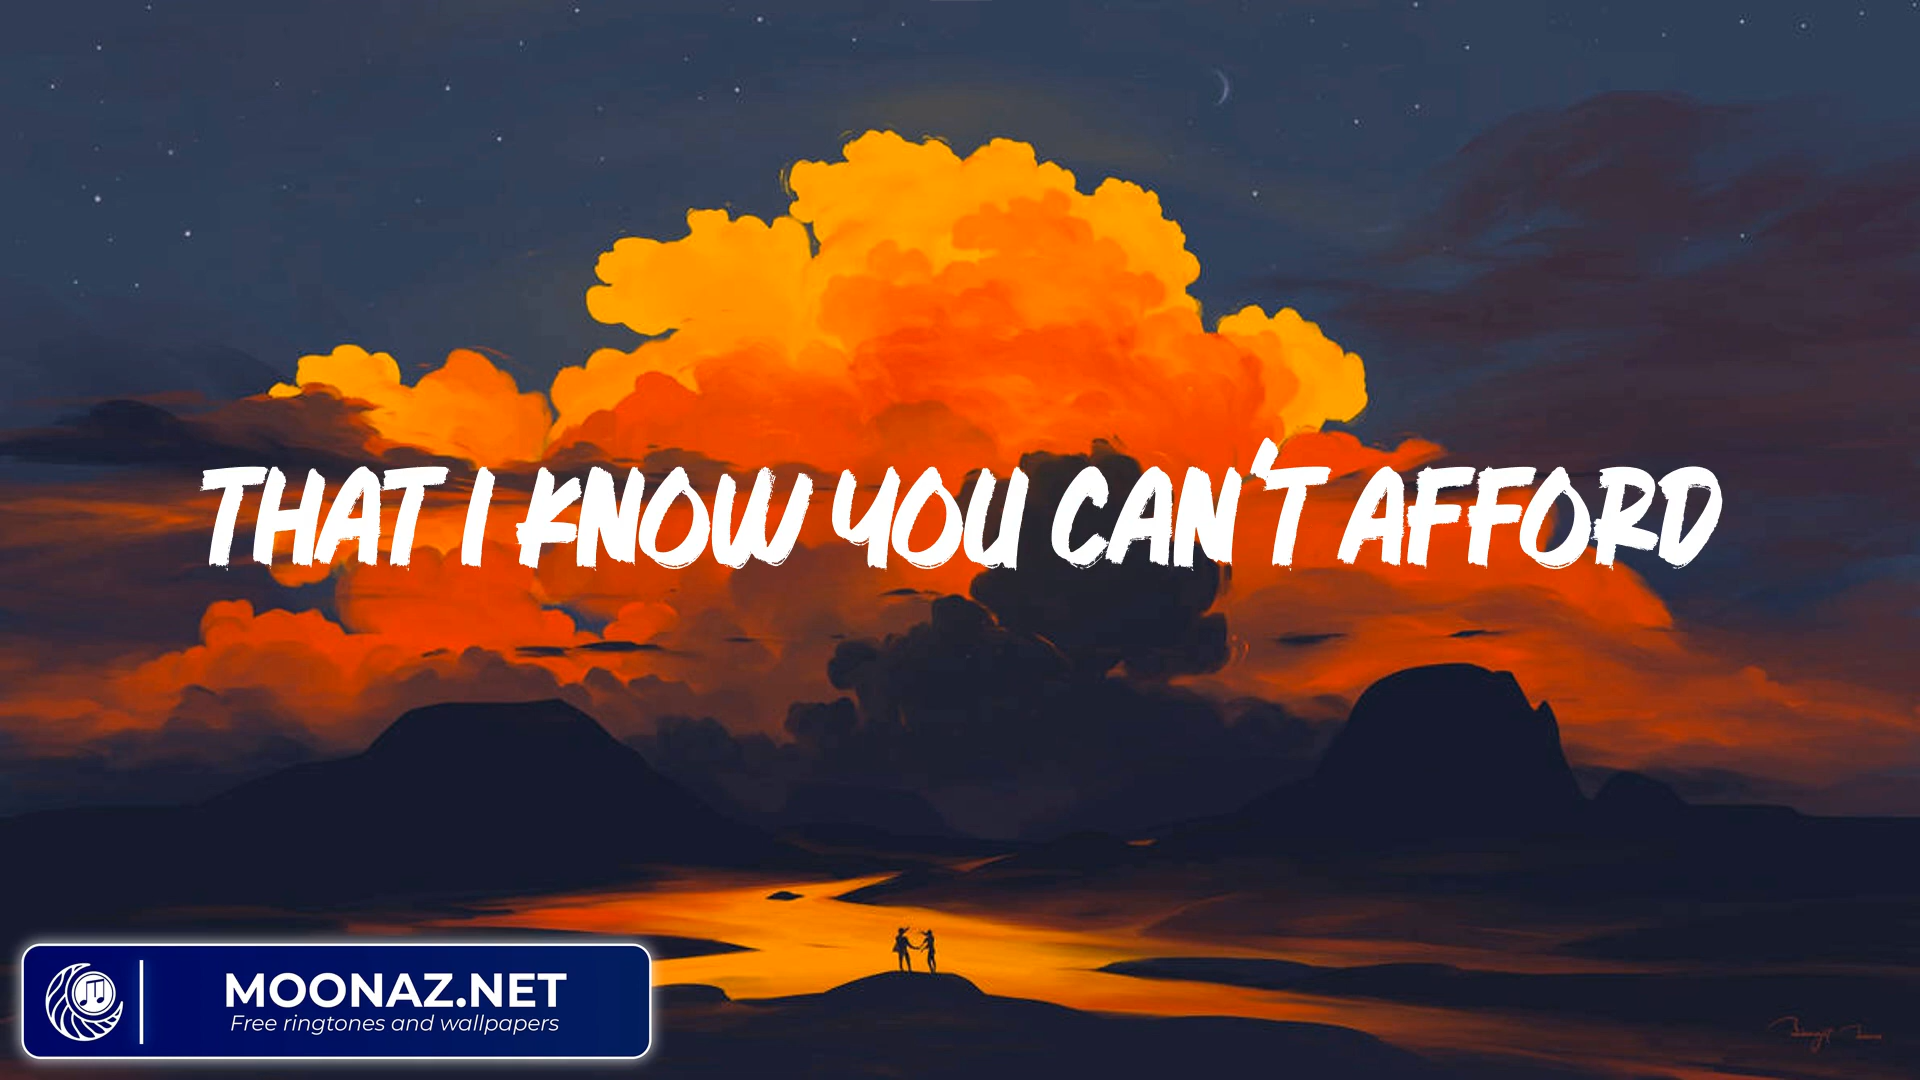 THAT I KNOW YOU CAN'T AFFORD
MOONAZ.NET
Free ringtones and wallpapers